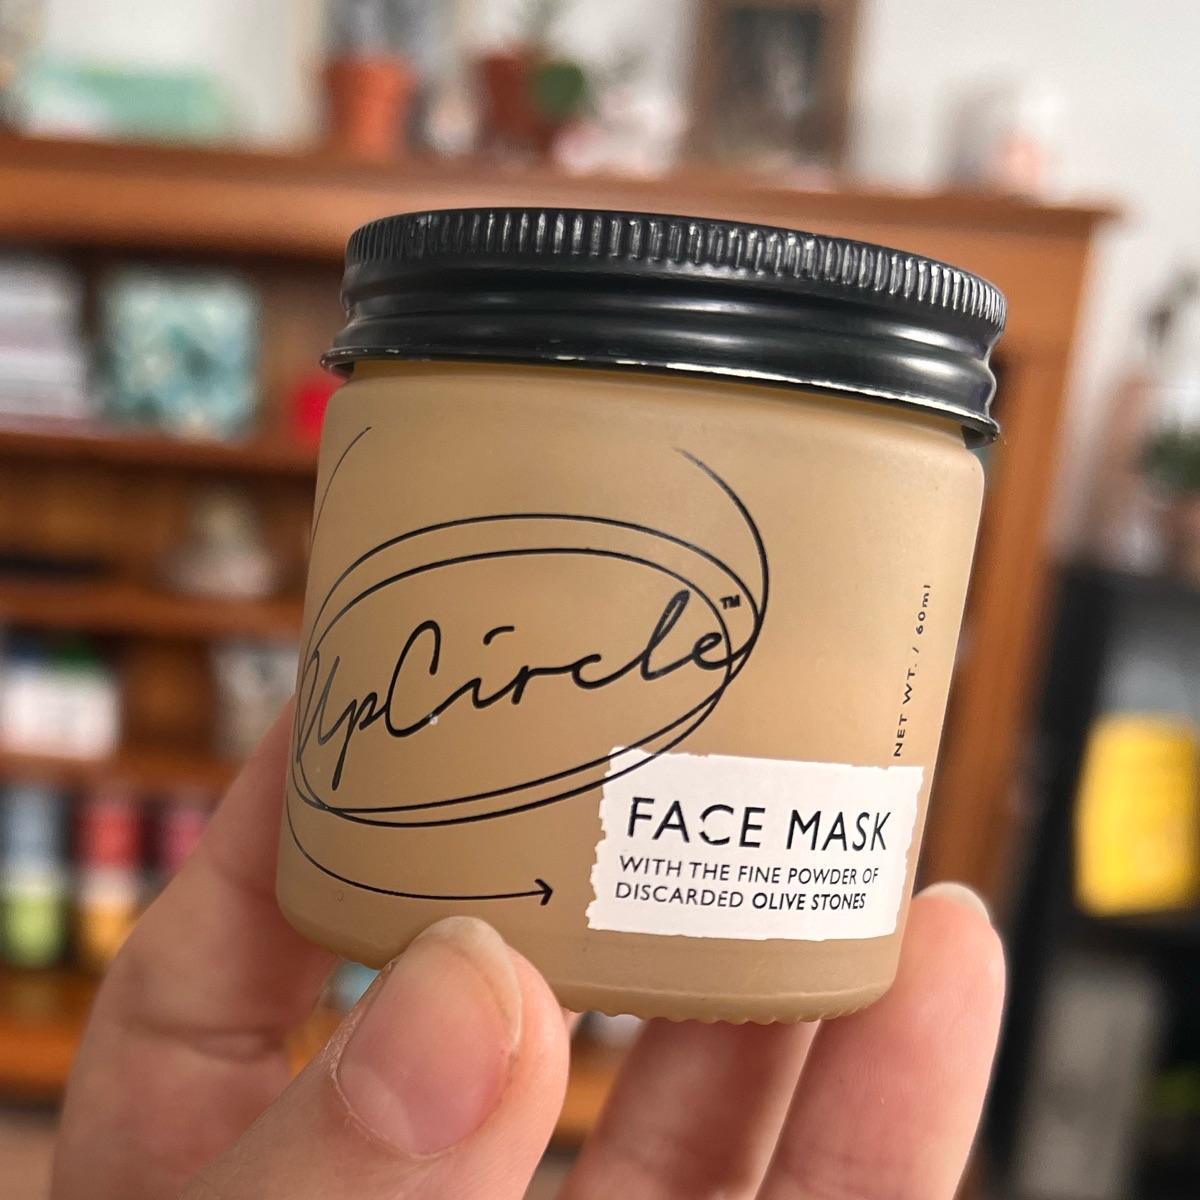 UpCircle™
NET WT. / 60ml
FACE MASK
WITH THE FINE POWDER OF
DISCARDED OLIVE STONES